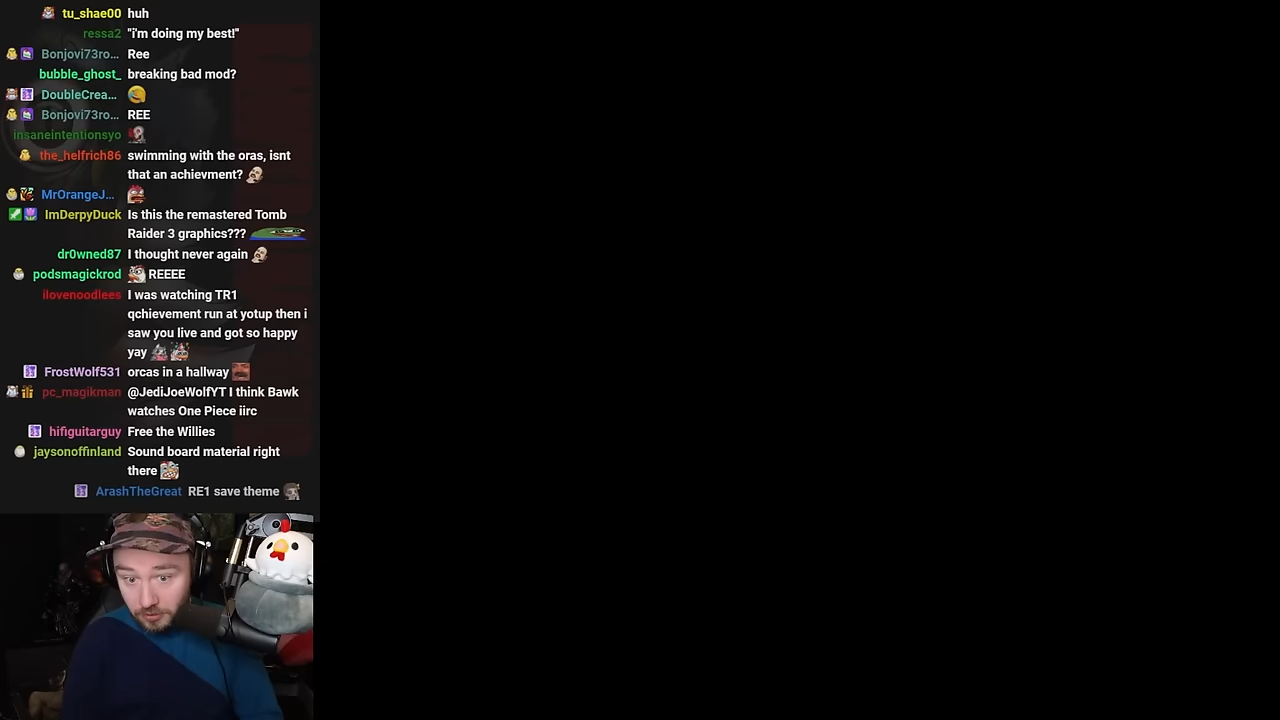 tu_shae00 huh
ressa2 "i'm doing my best!"
Bonjovi73ro... Ree
bubble_ghost_ breaking bad mod?
DoubleCrea...
Bonjovi73ro... REE
insaneintentionsyo
the_helfrich86 swimming with the oras, isnt
that an achievment?
MrOrangeJ...
ImDerpyDuck Is this the remastered Tomb
Raider 3 graphics???
dr0wned87 I thought never again
podsmagickrod REEEE
ilovenoodlees I was watching TR1
qchievement run at yotup then i
saw you live and got so happy
yay
FrostWolf531 orcas in a hallway
pc_magikman @JediJoeWolfYT I think Bawk
watches One Piece iirc
hifiguitarguy Free the Willies
jaysonoffinland Sound board material right
there
ArashTheGreat RE1 save theme